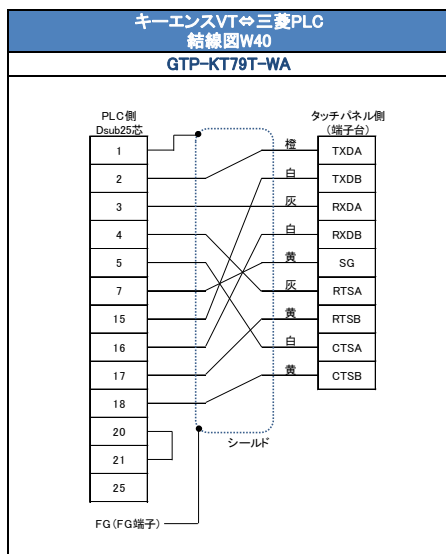 キーエンスVT⇔三菱PLC
結線図W40
GTP-KT79T-WA
PLC側
Dsub25芯
タッチパネル側
(端子台)
1
2
3
4
5
7
15
16
17
18
20
21
25
橙
白
灰
白
黄
灰
黄
白
黄
TXDA
TXDB
RXDA
RXDB
SG
RTSA
RTSB
CTSA
CTSB
シールド
FG(FG端子)